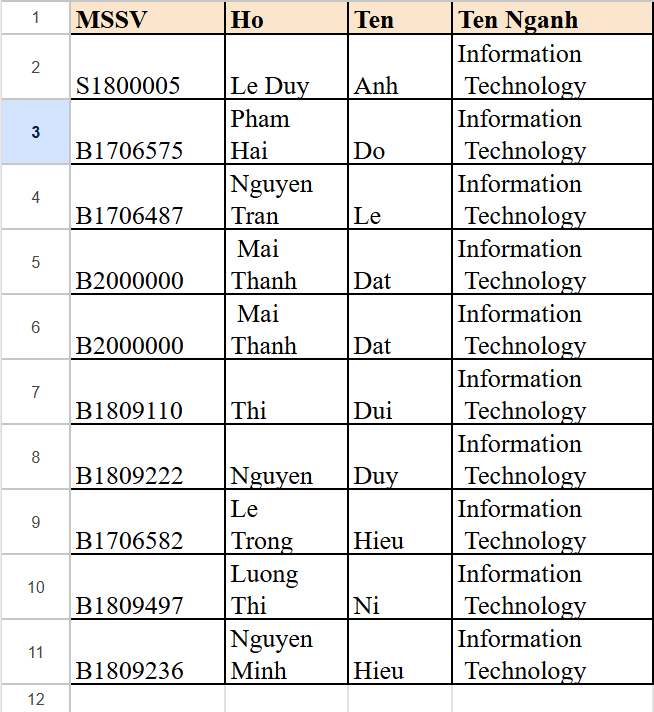 1 MSSV Ho Ten Ten Nganh
Information
2 S1800005 Le Duy Anh Technology
Pham Information
3 B1706575 Hai Do Technology
Nguyen Information
4 B1706487 Tran Le Technology
Mai Information
5 B2000000 Thanh Dat Technology
Mai Information
6 B2000000 Thanh Dat Technology
Information
7 B1809110 Thi Dui Technology
Information
8 B1809222 Nguyen Duy Technology
Le Information
9 B1706582 Trong Hieu Technology
Luong Information
10 B1809497 Thi Ni Technology
Nguyen Information
11 B1809236 Minh Hieu Technology
12